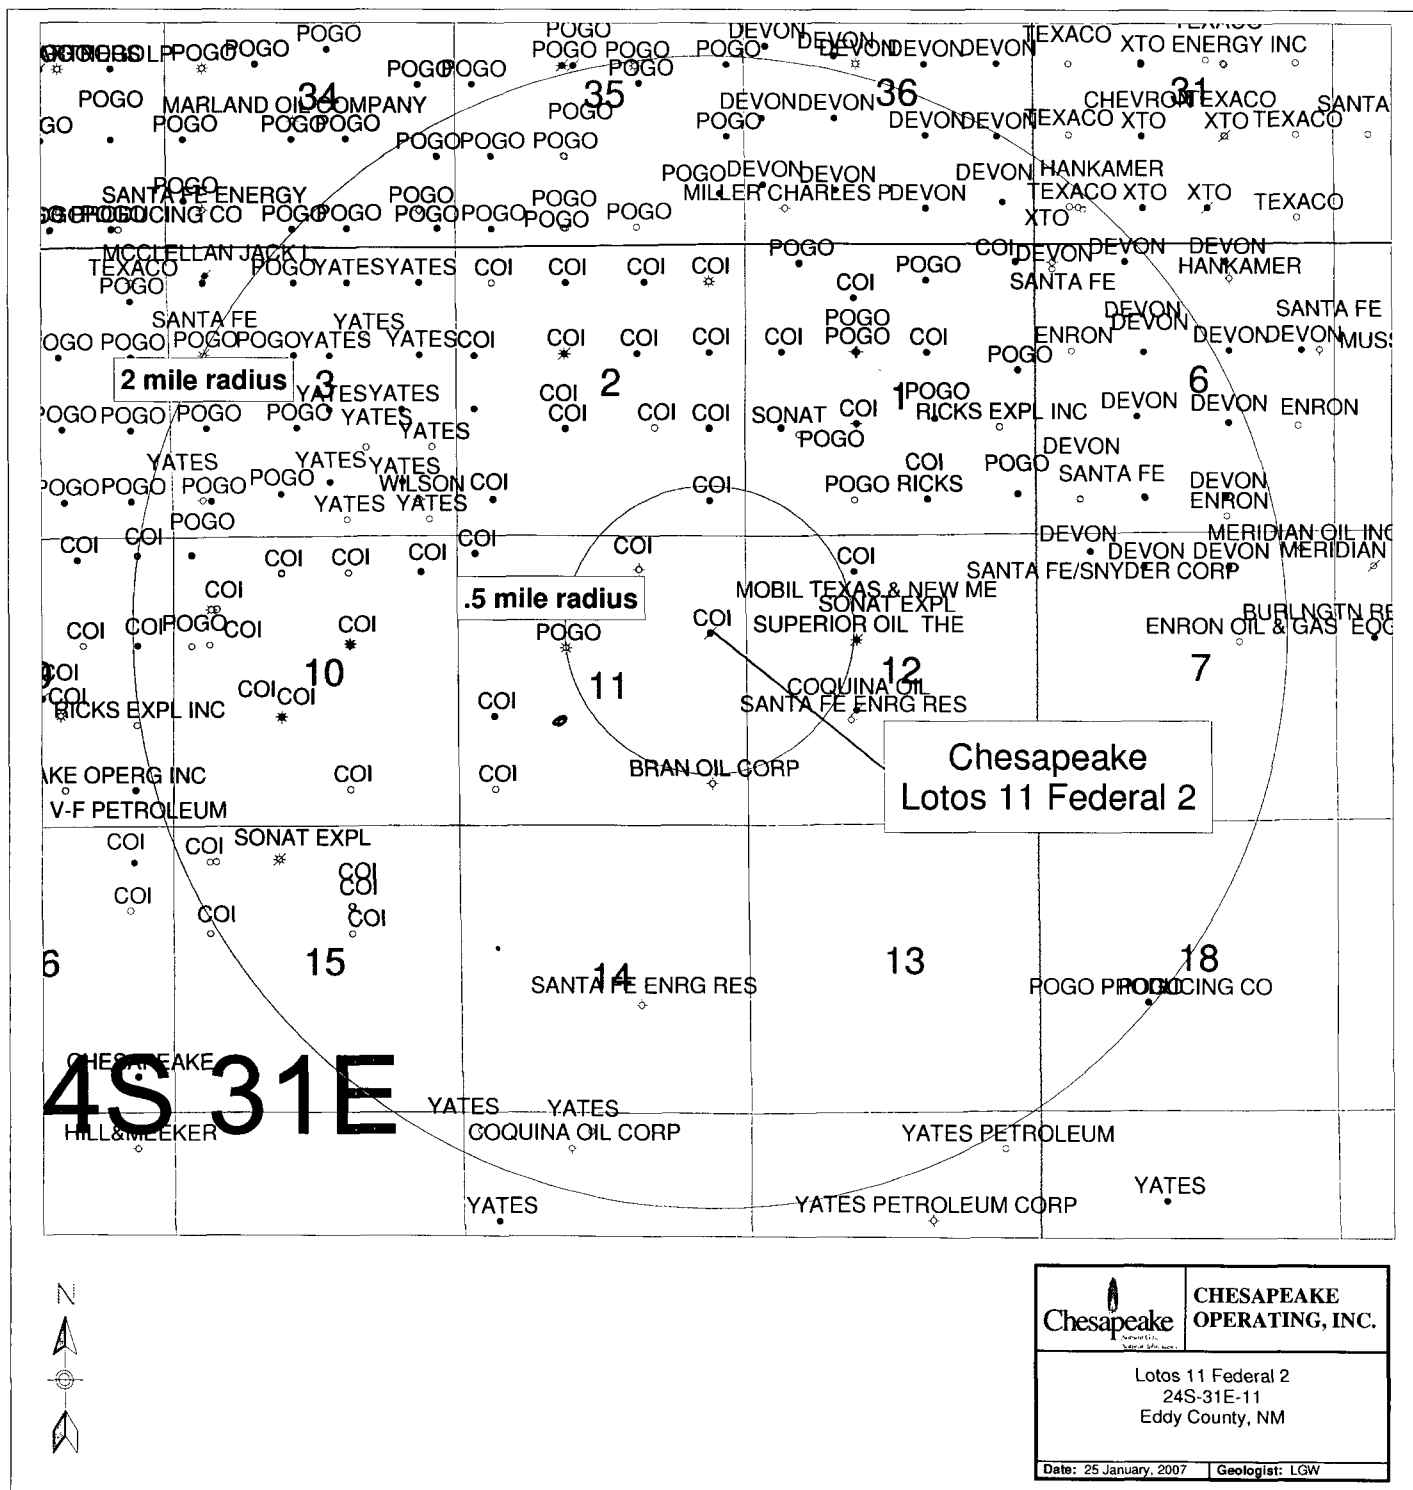 POGO POGO DEVON TEXACO
POGO POGO POGO POGO POGO DEVON DEVON DEVON DEVON XTO ENERGY INC
POGO POGO
34 35 36 31
POGO MARLAND OIL COMPANY POGO DEVON DEVON CHEVRON TEXACO SANTA
POGO POGO POGO POGO DEVON DEVON TEXACO XTO XTO TEXACO
POGO POGO POGO
POGO DEVON DEVON DEVON HANKAMER
POGO
SANTA FE ENERGY POGO POGO MILLER CHARLES P DEVON TEXACO XTO XTO TEXACO
POGO POGO POGO POGO POGO POGO XTO
MCCLELLAN JACK L POGO COI DEVON DEVON DEVON
TEXACO POGO YATES YATES COI COI COI COI POGO HANKAMER
POGO COI SANTA FE
SANTA FE YATES POGO DEVON DEVON SANTA FE
OGO POGO POGO POGO YATES YATES COI COI COI COI COI POGO COI ENRON DEVON DEVON MUSS
POGO
2 mile radius
3 2 1 6
YATES YATES COI POGO
POGO POGO POGO POGO YATES COI COI COI SONAT COI RICKS EXPL INC DEVON DEVON ENRON
YATES POGO DEVON
YATES YATES YATES COI POGO
POGO POGO POGO POGO WILSON COI COI POGO RICKS SANTA FE DEVON
YATES YATES ENRON
POGO
COI COI COI COI COI COI COI DEVON MERIDIAN OIL INC
COI DEVON DEVON MERIDIAN
SANTA FE/SNYDER CORP
COI .5 mile radius MOBIL TEXAS & NEW ME
SONAT EXPL
COI COI POGO COI COI POGO COI SUPERIOR OIL THE ENRON OIL & GAS EOG
COI 10 11 12 7
COI COI COI COQUINA OIL
COI COI SANTA FE ENRG RES
RICKS EXPL INC
Chesapeake
Lotos 11 Federal 2
AKE OPERG INC COI COI BRAN OIL CORP
V-F PETROLEUM
COI COI SONAT EXPL
COI
COI COI
COI COI
6 15 14 13 18
SANTA FE ENRG RES POGO PRODUCING CO
POGO
CHESAPEAKE
4S 31E
YATES YATES
HILL&MEEKER COQUINA OIL CORP YATES PETROLEUM
YATES YATES PETROLEUM CORP YATES
N
Chesapeake
CHESAPEAKE
OPERATING, INC.
Lotos 11 Federal 2
24S-31E-11
Eddy County, NM
Date: 25 January, 2007 Geologist: LGW